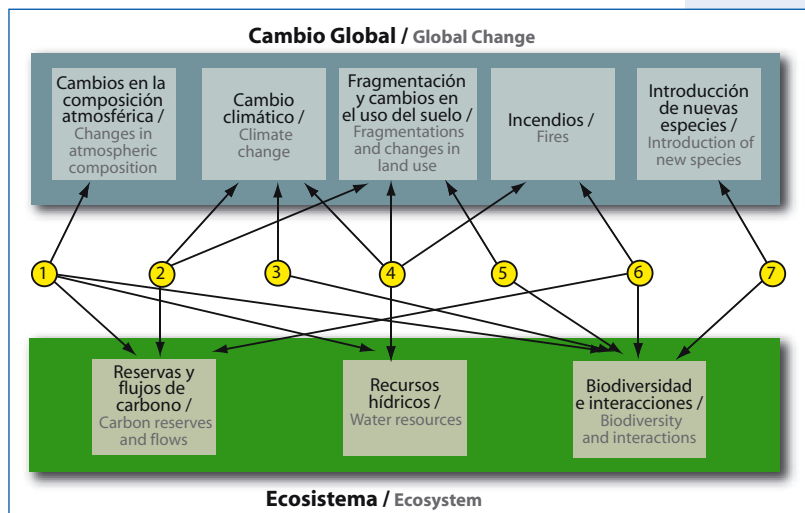 Cambio Global / Global Change
Cambios en la
composición
atmosférica /
Changes in
atmospheric
composition
Cambio
climático /
Climate
change
Fragmentación
y cambios en
el uso del suelo /
Fragmentations
and changes in
land use
Incendios /
Fires
Introducción
de nuevas
especies /
Introduction of
new species
1
2
3
4
5
6
7
Reservas y
flujos de
carbono /
Carbon reserves
and flows
Recursos
hídricos /
Water resources
Biodiversidad
e interacciones /
Biodiversity
and interactions
Ecosistema / Ecosystem